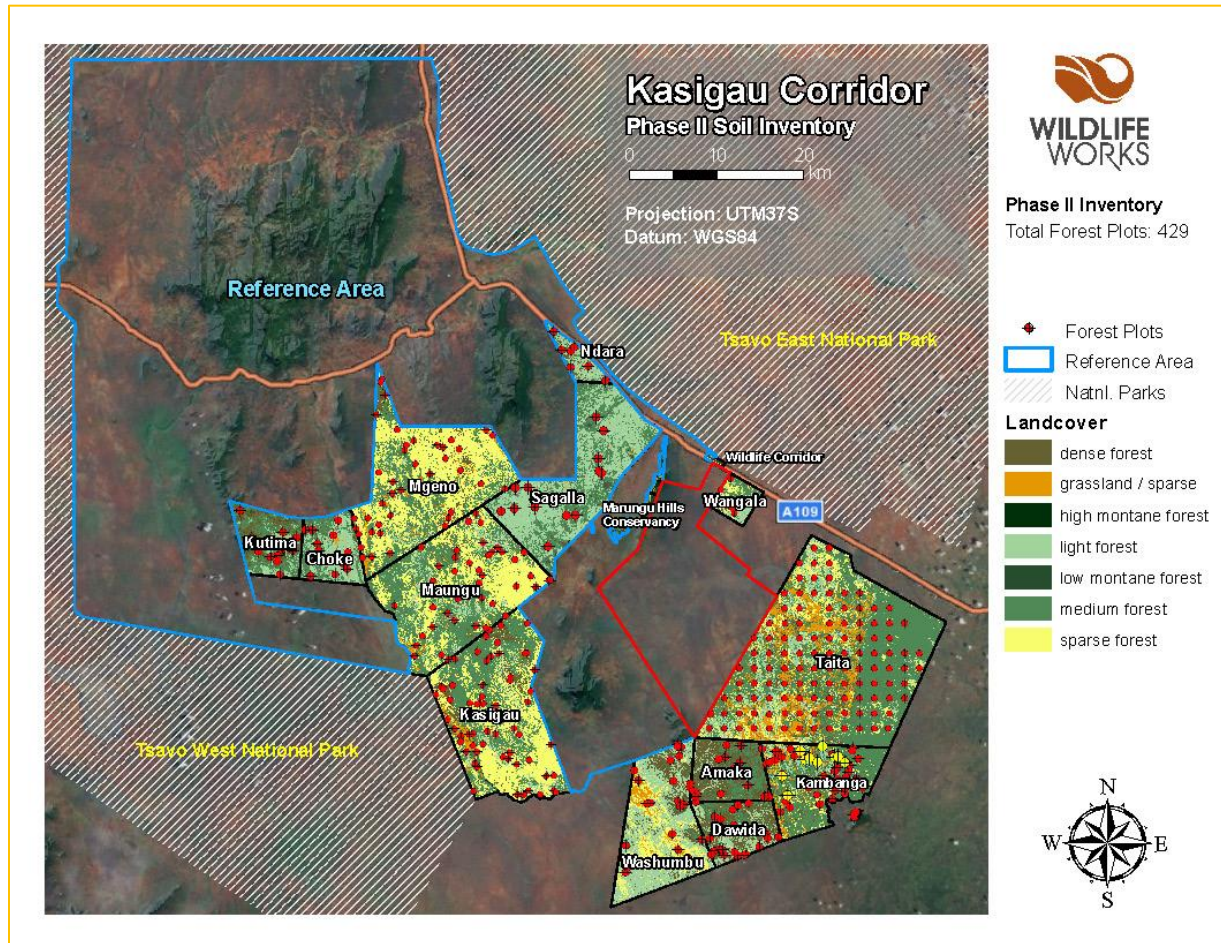 Kasigau Corridor
Phase II Soil Inventory
0 10 20
km
Projection: UTM37S
Datum: WGS84
Reference Area
Tsavo East National Park
Ndara
Wildlife Corridor
Mgeno
Sagalla
Wangala
Marungu Hills
Conservancy
A109
Kutima
Choke
Maungu
Taita
Kasigau
Tsavo West National Park
Amaka
Kambanga
Dawida
Washumbu
WILDLIFE
WORKS
Phase II Inventory
Total Forest Plots: 429
Forest Plots
Reference Area
Natnl. Parks
Landcover
dense forest
grassland / sparse
high montane forest
light forest
low montane forest
medium forest
sparse forest
N
W E
S